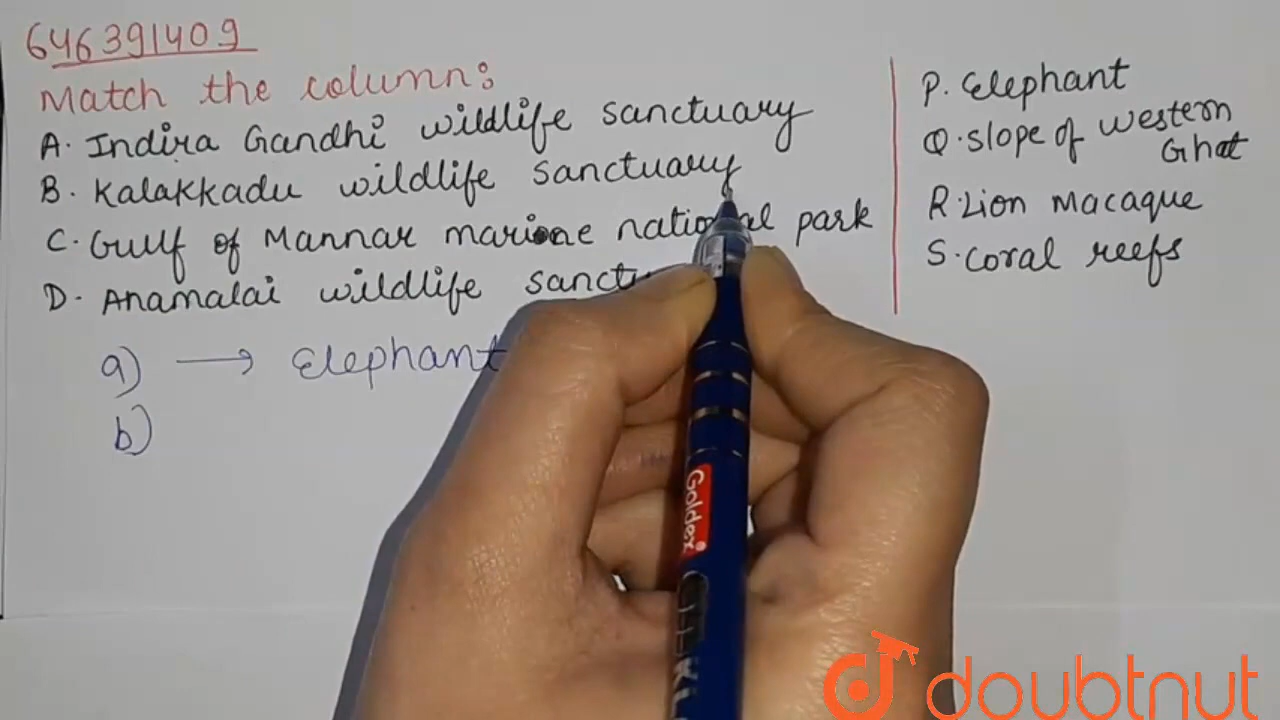 646391409
Match the column:
A. Indira Gandhi wildlife sanctuary
B. Kalakkadu wildlife sanctuary
C. Gulf of Mannar marine national park
D. Anamalai wildlife
a) → Elephant
b)
P. Elephant
Q. Slope of western
Ghat
R. Lion Macaque
S. Coral reefs
Goldex
doubtnut